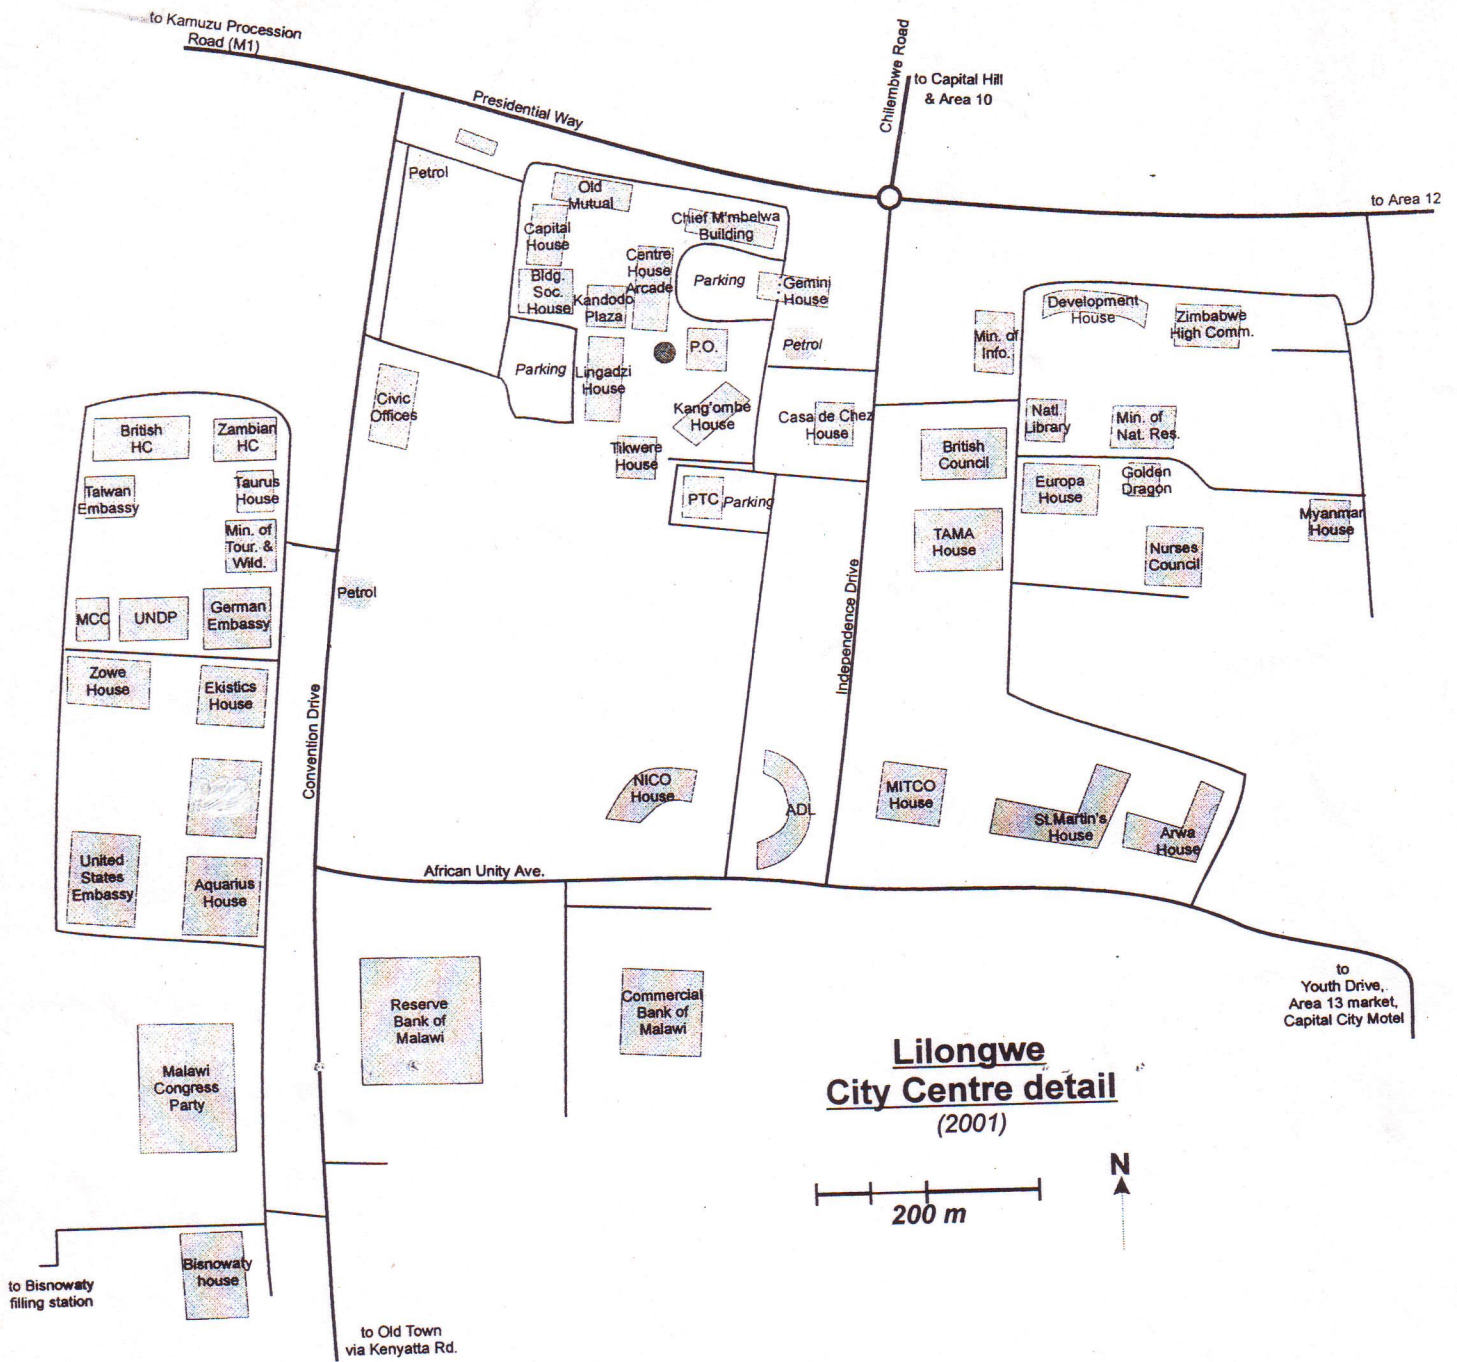 to Kamuzu Procession
Road (M1)
Presidential Way
Chilembwe Road
to Capital Hill
& Area 10
to Area 12
Petrol
Old
Mutual
Capital
House
Chief M'mbelwa
Building
Centre
House
Arcade
Bldg.
Soc.
House
Kandodo
Plaza
Parking
Gemini
House
Petrol
P.O.
Parking
Lingadzi
House
Civic
Offices
Kang'ombe
House
Casa de Chez
House
Tikwere
House
PTC
Parking
Development
House
Zimbabwe
High Comm.
Min. of
Info.
Natl.
Library
Min. of
Nat. Res.
British
Council
Europa
House
Golden
Dragon
TAMA
House
Nurses
Council
Myanmar
House
British
HC
Zambian
HC
Taiwan
Embassy
Taurus
House
Min. of
Tour. &
Wild.
MCC
UNDP
German
Embassy
Petrol
Zowe
House
Ekistics
House
Convention Drive
Independence Drive
NICO
House
ADL
MITCO
House
St.Martin's
House
Arwa
House
United
States
Embassy
Aquarius
House
African Unity Ave.
Reserve
Bank of
Malawi
Commercial
Bank of
Malawi
to
Youth Drive,
Area 13 market,
Capital City Motel
Malawi
Congress
Party
Lilongwe
City Centre detail
(2001)
N
200 m
Bisnowaty
house
to Bisnowaty
filling station
to Old Town
via Kenyatta Rd.